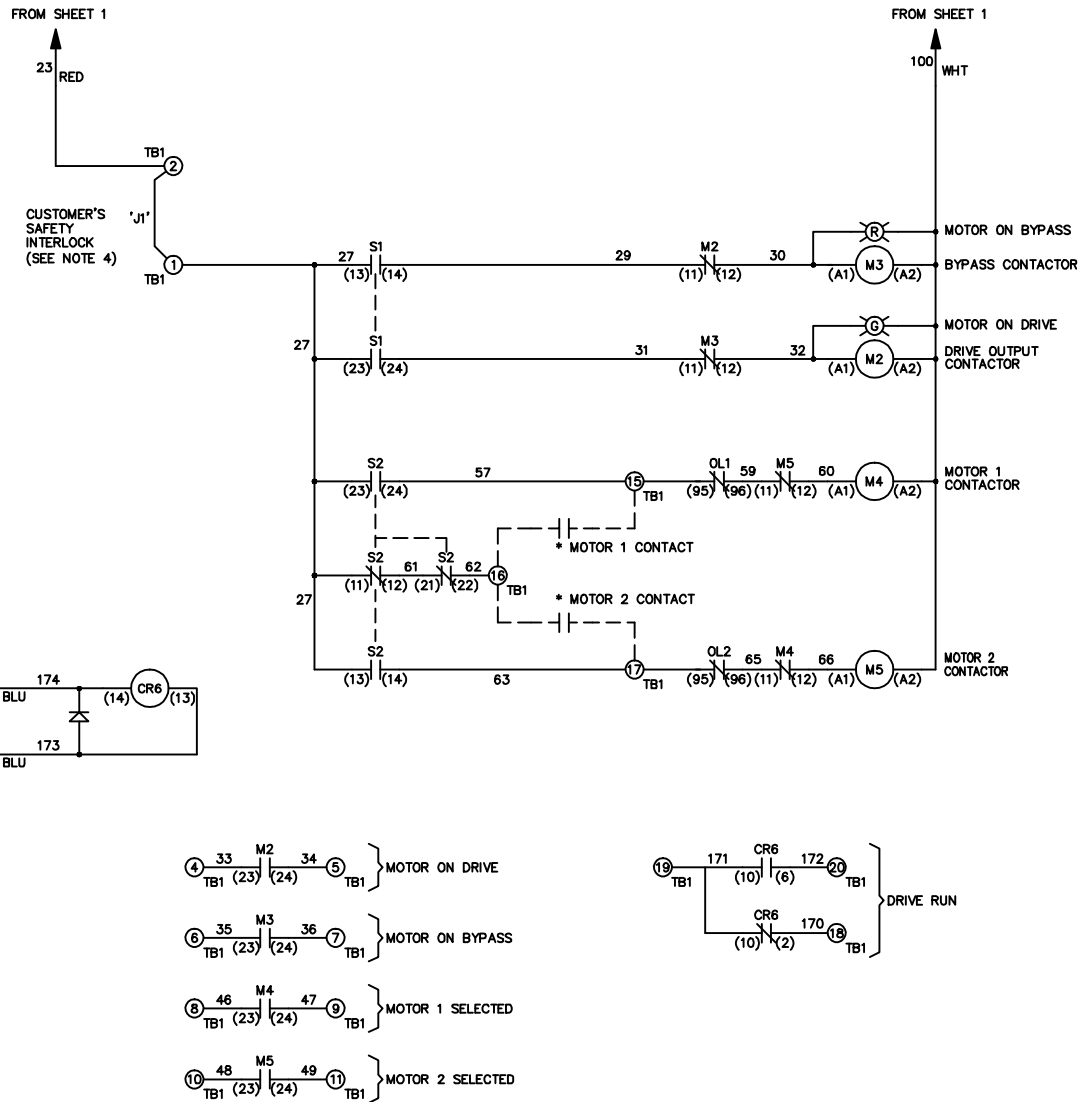 FROM SHEET 1 FROM SHEET 1
23 RED 100 WHT
TB1 2
CUSTOMER'S
SAFETY
INTERLOCK
(SEE NOTE 4)
'J1'
1 TB1
27 S1 29 M2 30 R MOTOR ON BYPASS
(13) (14) (11) (12) (A1) M3 (A2) BYPASS CONTACTOR
27 S1 31 M3 32 G MOTOR ON DRIVE
(23) (24) (11) (12) (A1) M2 (A2) DRIVE OUTPUT
CONTACTOR
S2 57 15 TB1 OL1 59 M5 60 M4 MOTOR 1
CONTACTOR
(23) (24) (95) (96) (11) (12) (A1) (A2)
* MOTOR 1 CONTACT
S2 61 S2 62 16 TB1
(11) (12) (21) (22)
27
* MOTOR 2 CONTACT
S2 63 17 TB1 OL2 65 M4 66 M5 MOTOR 2
CONTACTOR
(13) (14) (95) (96) (11) (12) (A1) (A2)
174 BLU (14) CR6 (13)
173 BLU
4 TB1 33 M2 34 5 TB1 MOTOR ON DRIVE
(23) (24)
6 TB1 35 M3 36 7 TB1 MOTOR ON BYPASS
(23) (24)
8 TB1 46 M4 47 9 TB1 MOTOR 1 SELECTED
(23) (24)
10 TB1 48 M5 49 11 TB1 MOTOR 2 SELECTED
(23) (24)
19 TB1 171 CR6 172 20 TB1
(10) (6)
DRIVE RUN
CR6 170 18 TB1
(10) (2)